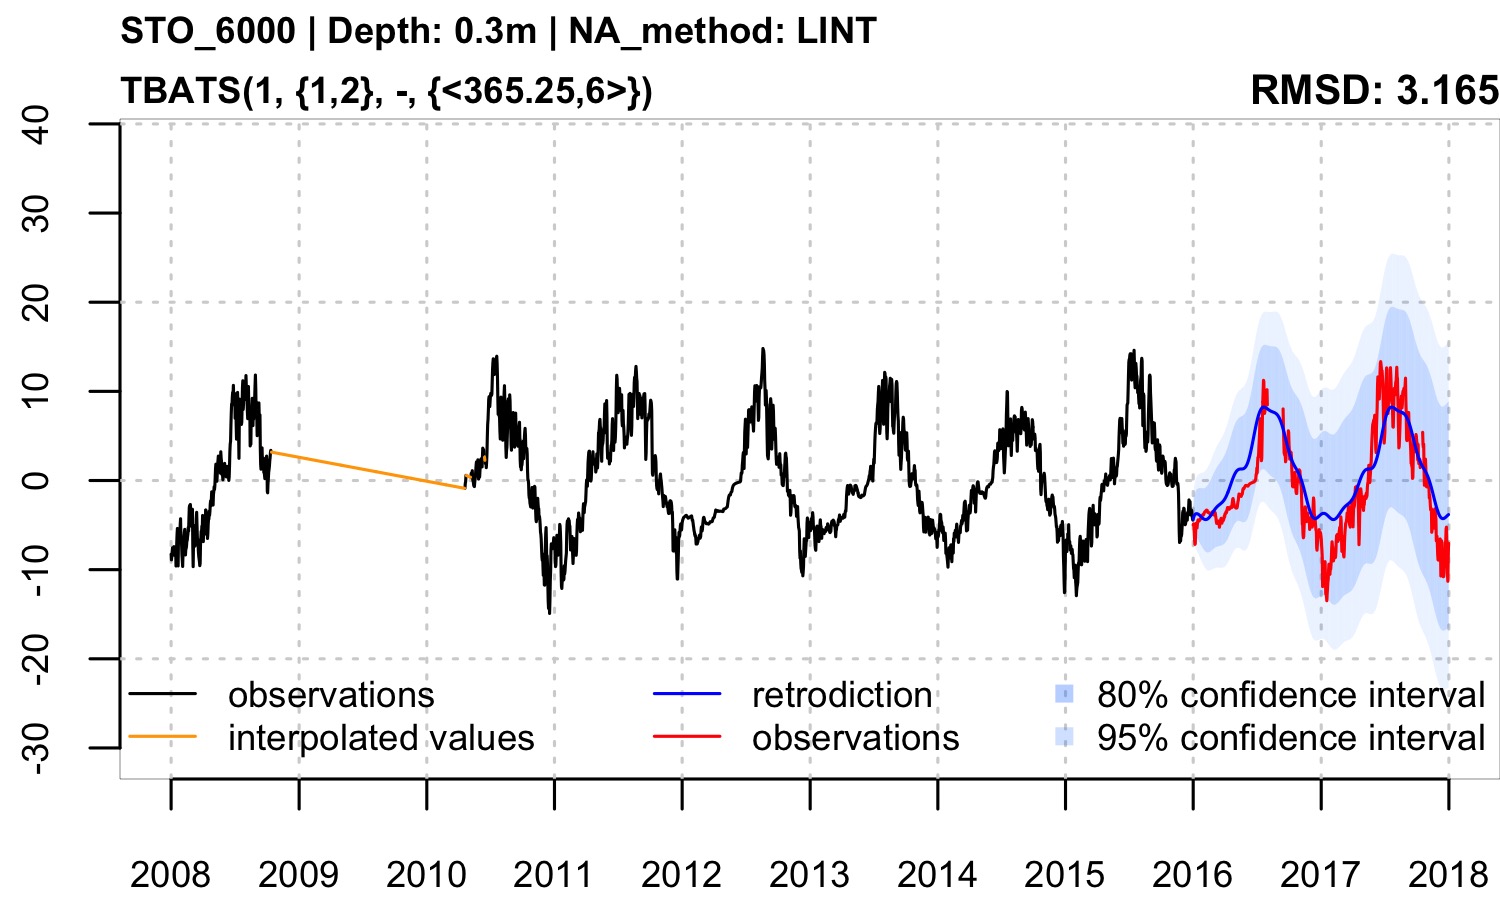 STO_6000 | Depth: 0.3m | NA_method: LINT
TBATS(1, {1,2}, -, {<365.25,6>})
RMSD: 3.165
40
30
20
10
0
-10
-20
-30
observations
interpolated values
retrodiction
observations
80% confidence interval
95% confidence interval
2008 2009 2010 2011 2012 2013 2014 2015 2016 2017 2018